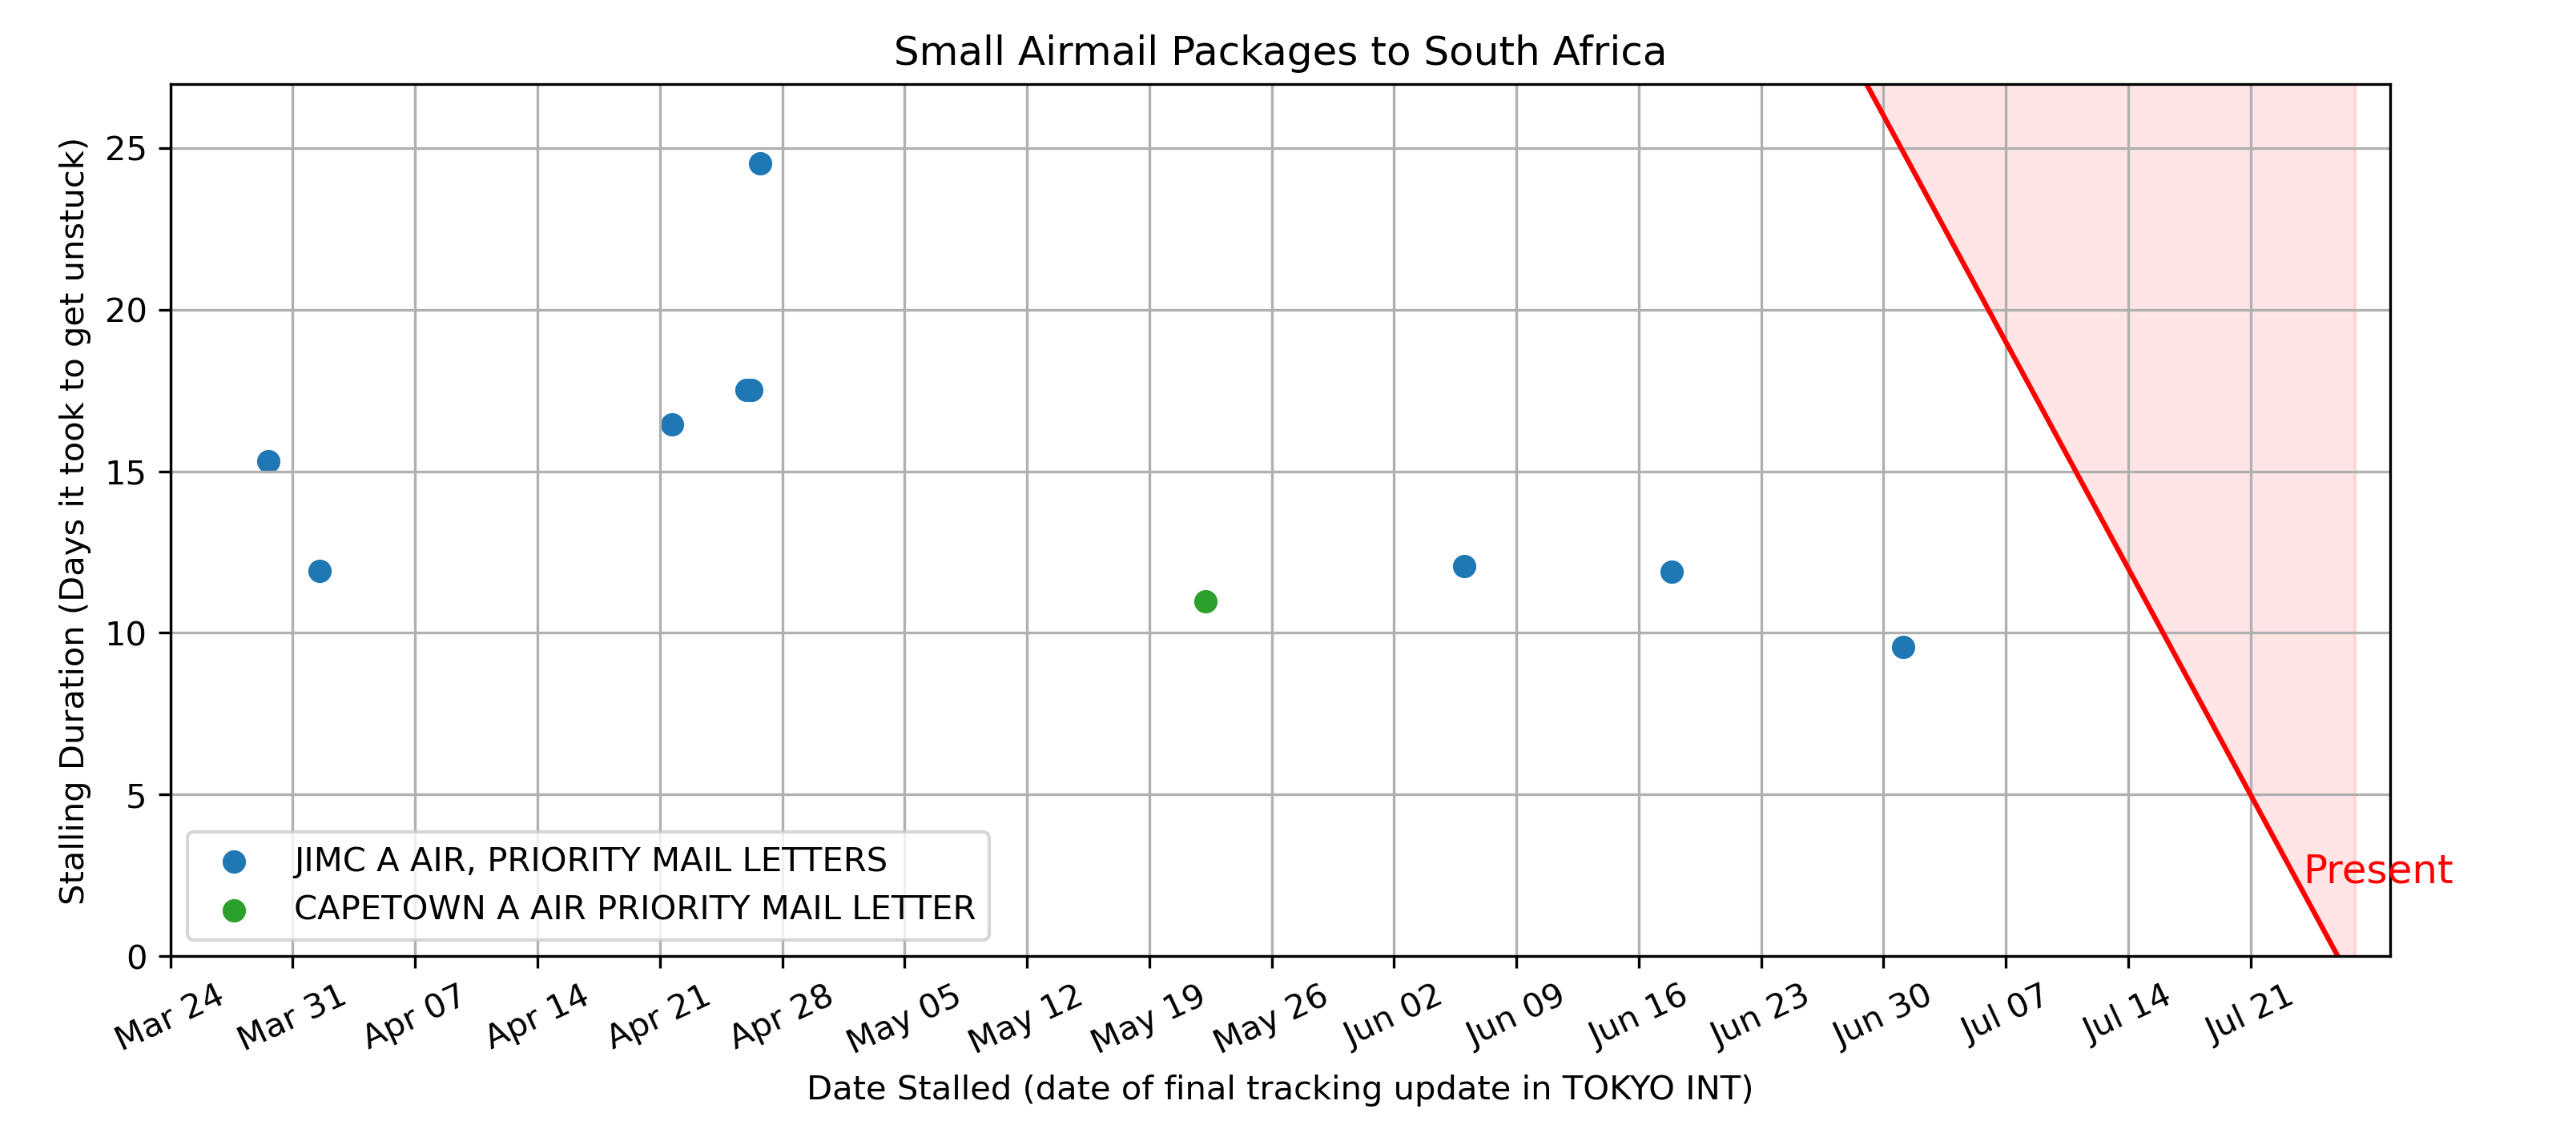 Small Airmail Packages to South Africa
Stalling Duration (Days it took to get unstuck)
25
20
15
10
5
0
JIMC A AIR, PRIORITY MAIL LETTERS
CAPETOWN A AIR PRIORITY MAIL LETTER
Present
Mar 24
Mar 31
Apr 07
Apr 14
Apr 21
Apr 28
May 05
May 12
May 19
May 26
Jun 02
Jun 09
Jun 16
Jun 23
Jun 30
Jul 07
Jul 14
Jul 21
Date Stalled (date of final tracking update in TOKYO INT)